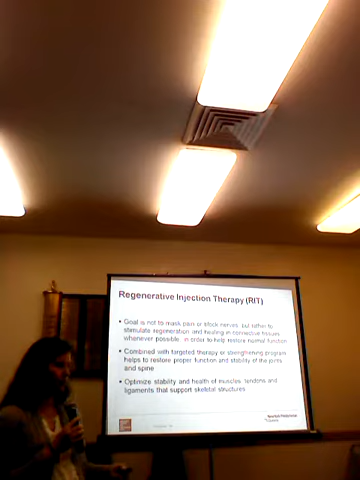 Regenerative Injection Therapy (RIT)
• Goal is not to mask pain or block nerves, but rather to
stimulate regeneration and healing in connective tissues
whenever possible, in order to help restore normal function
• Combined with targeted therapy or strengthening program
helps to restore proper function and stability of the joints
and spine
• Optimize stability and health of muscles, tendons and
ligaments that support skeletal structures
NewYork-Presbyterian